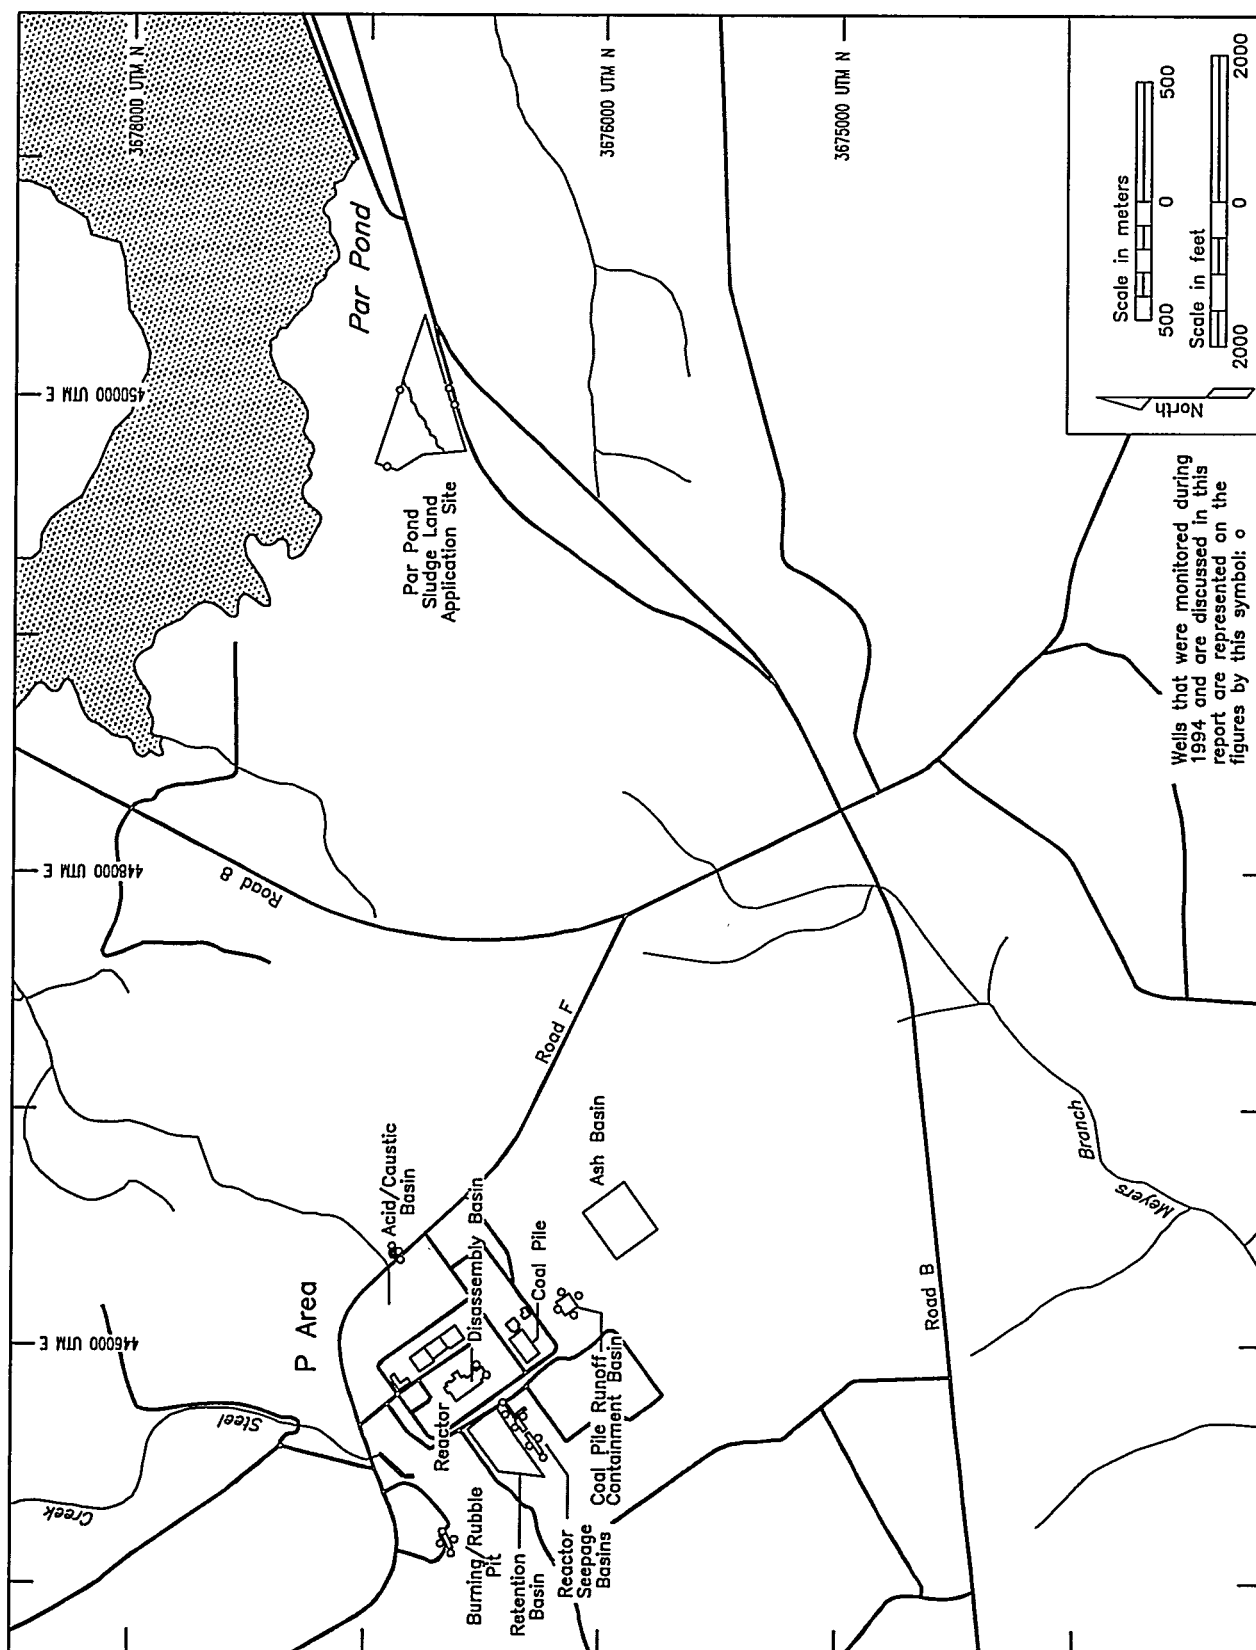 3678000 UTM N
3676000 UTM N
3675000 UTM N
450000 UTM E
448000 UTM E
446000 UTM E
Par Pond
Par Pond
Sludge Land
Application Site
Road 8
Road F
Road B
Steel
Creek
Meyers
Branch
P Area
Acid/Caustic
Basin
Disassembly Basin
Reactor
Coal Pile
Ash Basin
Coal Pile Runoff
Containment Basin
Burning/Rubble
Pit
Retention
Basin
Reactor
Seepage
Basins
Wells that were monitored during
1994 and are discussed in this
report are represented on the
figures by this symbol: o
North
Scale in meters
500 0 500
Scale in feet
2000 0 2000